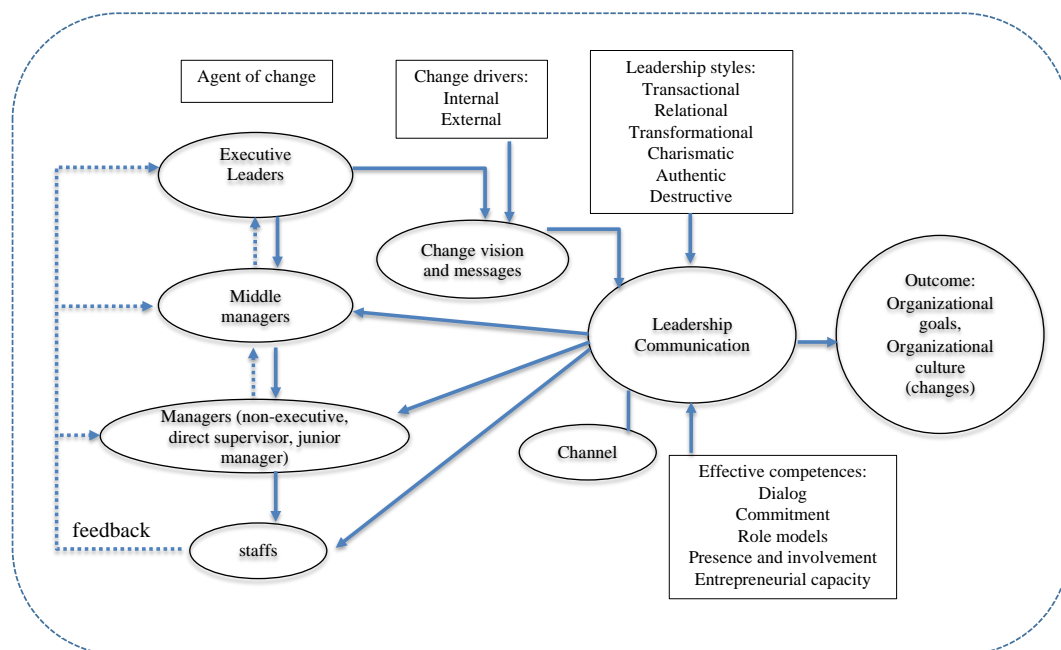 Agent of change
Change drivers:
Internal
External
Leadership styles:
Transactional
Relational
Transformational
Charismatic
Authentic
Destructive
Executive
Leaders
Change vision
and messages
Middle
managers
Leadership
Communication
Outcome:
Organizational
goals,
Organizational
culture
(changes)
Managers (non-executive,
direct supervisor, junior
manager)
Channel
Effective competences:
Dialog
Commitment
Role models
Presence and involvement
Entrepreneurial capacity
feedback
staffs